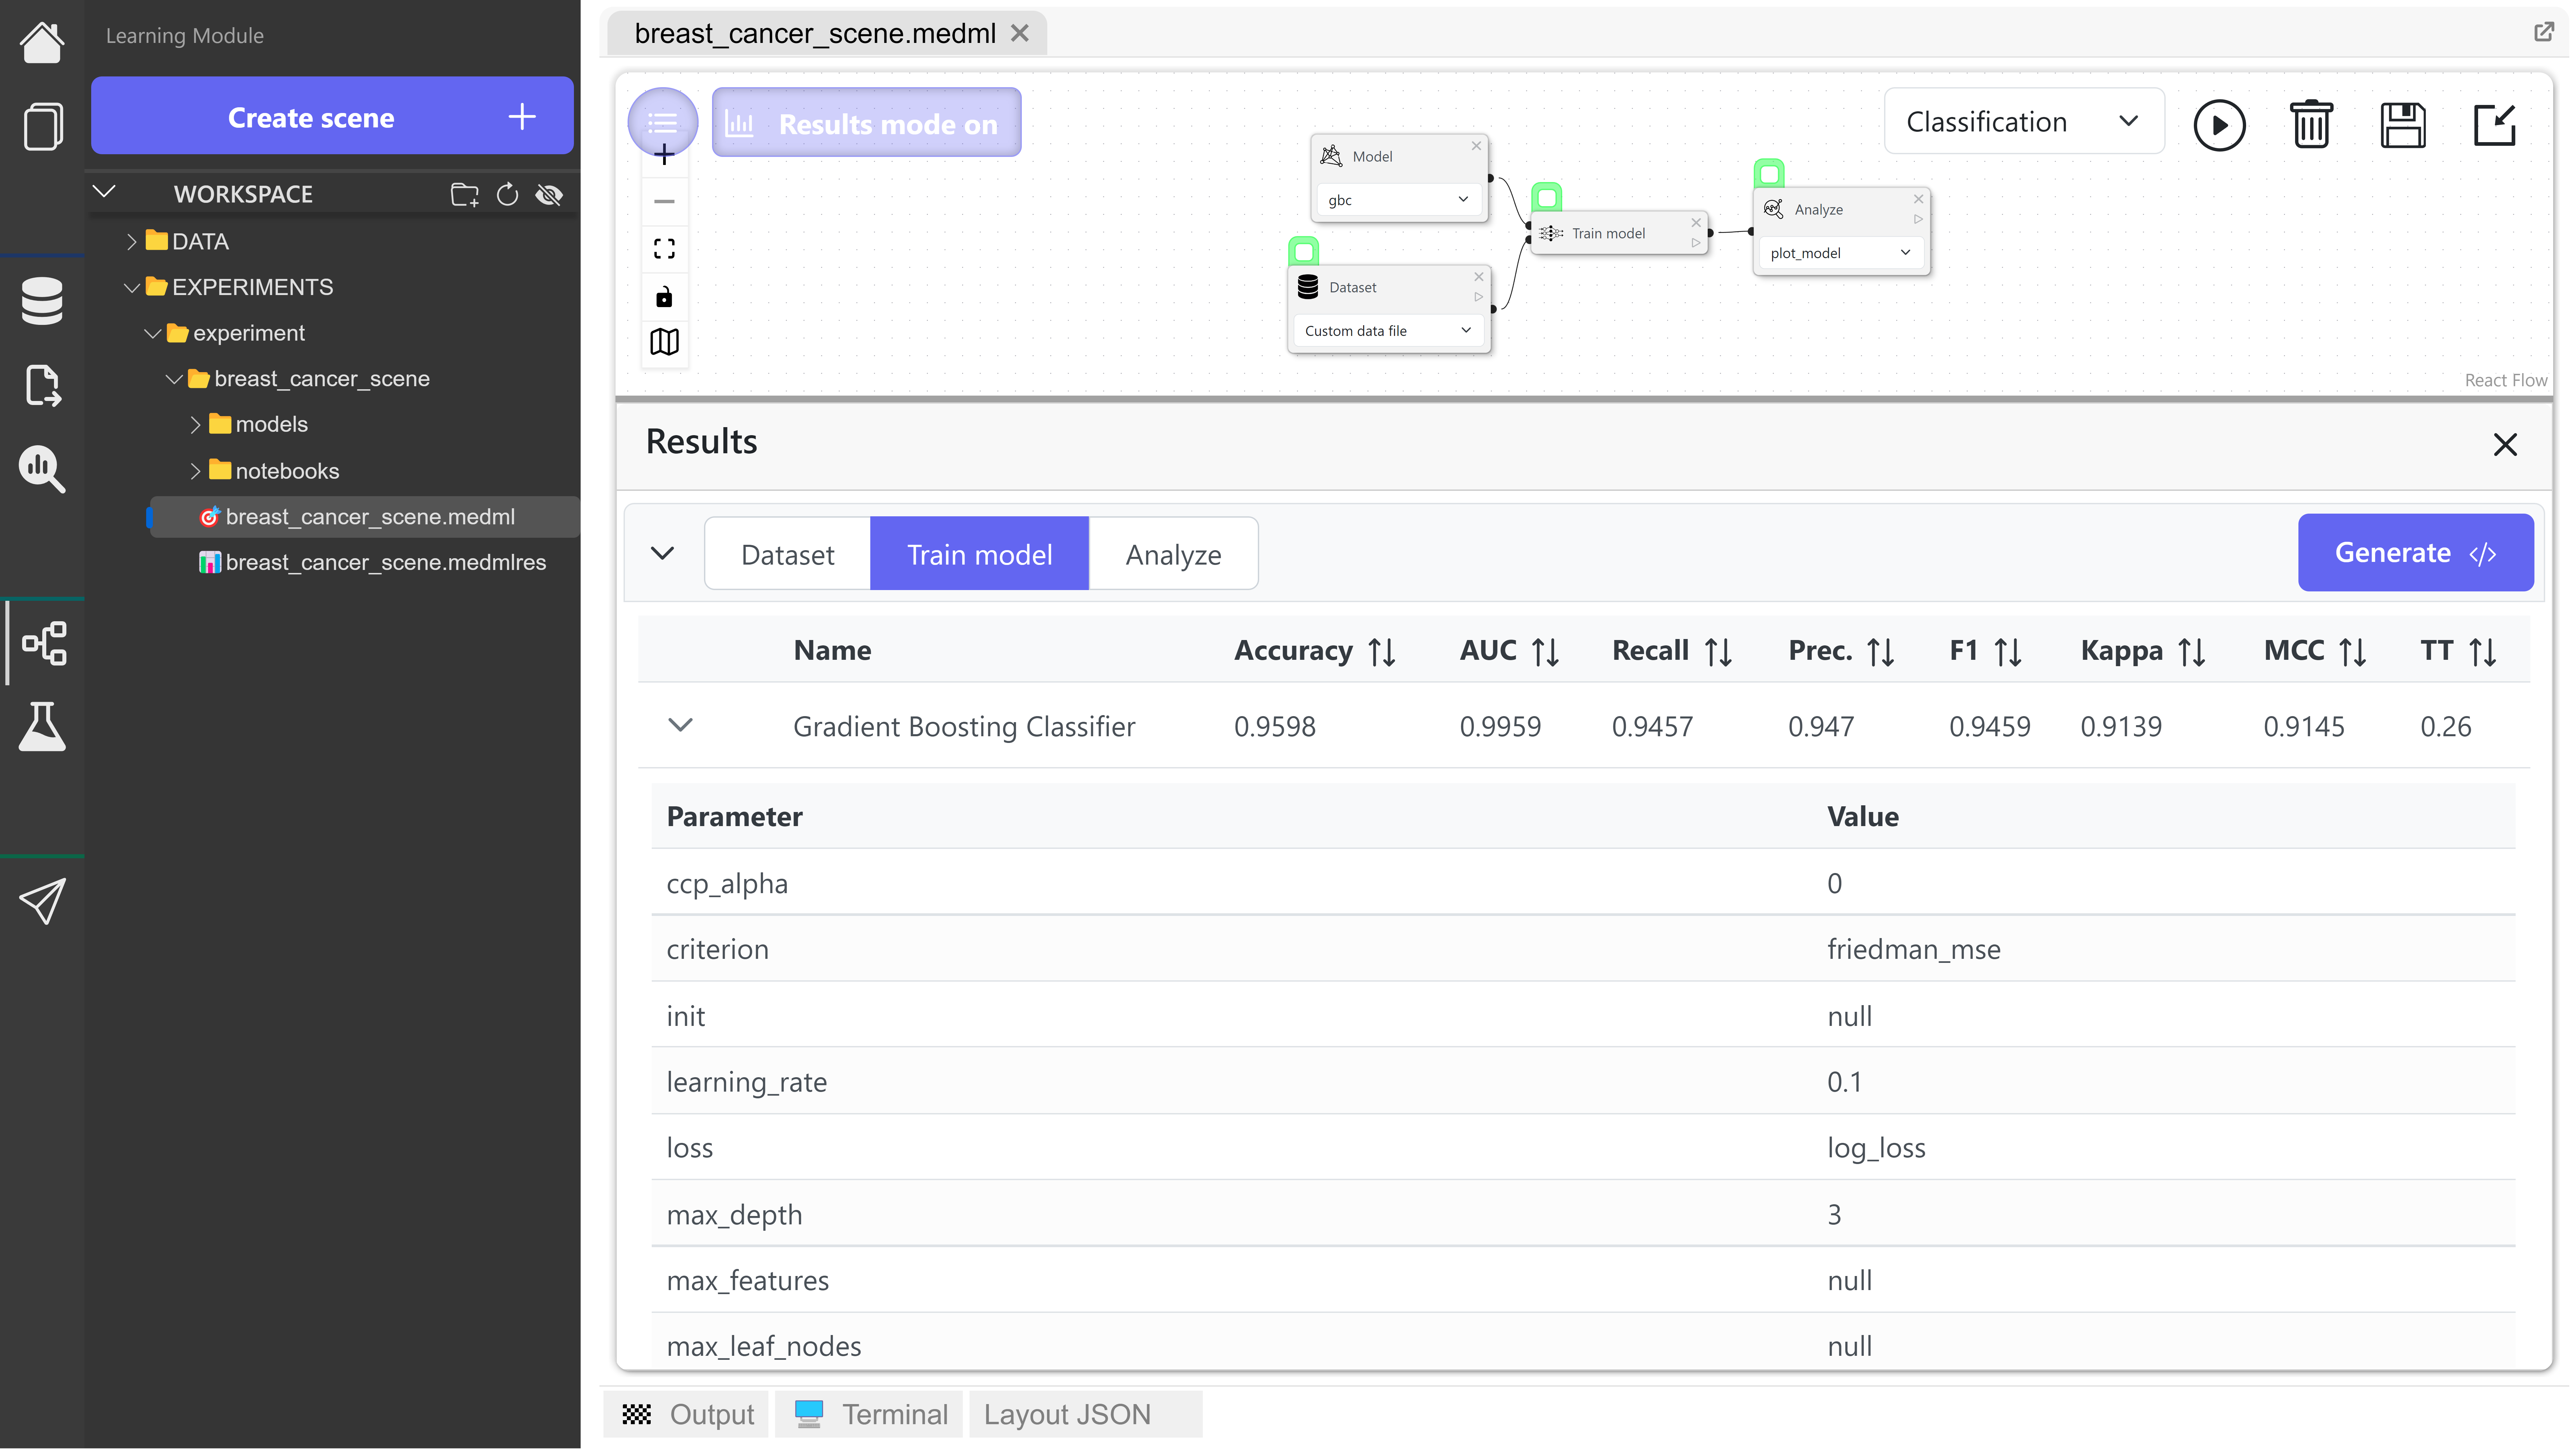 Learning Module
Create scene
WORKSPACE
DATA
EXPERIMENTS
experiment
breast_cancer_scene
models
notebooks
breast_cancer_scene.medml
breast_cancer_scene.medmlres
breast_cancer_scene.medml
Results mode on
Classification
Model
gbc
Dataset
Custom data file
Train model
Analyze
plot_model
React Flow
Results
Dataset Train model Analyze
Generate </>
Name Accuracy AUC Recall Prec. F1 Kappa MCC TT
Gradient Boosting Classifier 0.9598 0.9959 0.9457 0.947 0.9459 0.9139 0.9145 0.26
Parameter Value
ccp_alpha 0
criterion friedman_mse
init null
learning_rate 0.1
loss log_loss
max_depth 3
max_features null
max_leaf_nodes null
Output Terminal Layout JSON